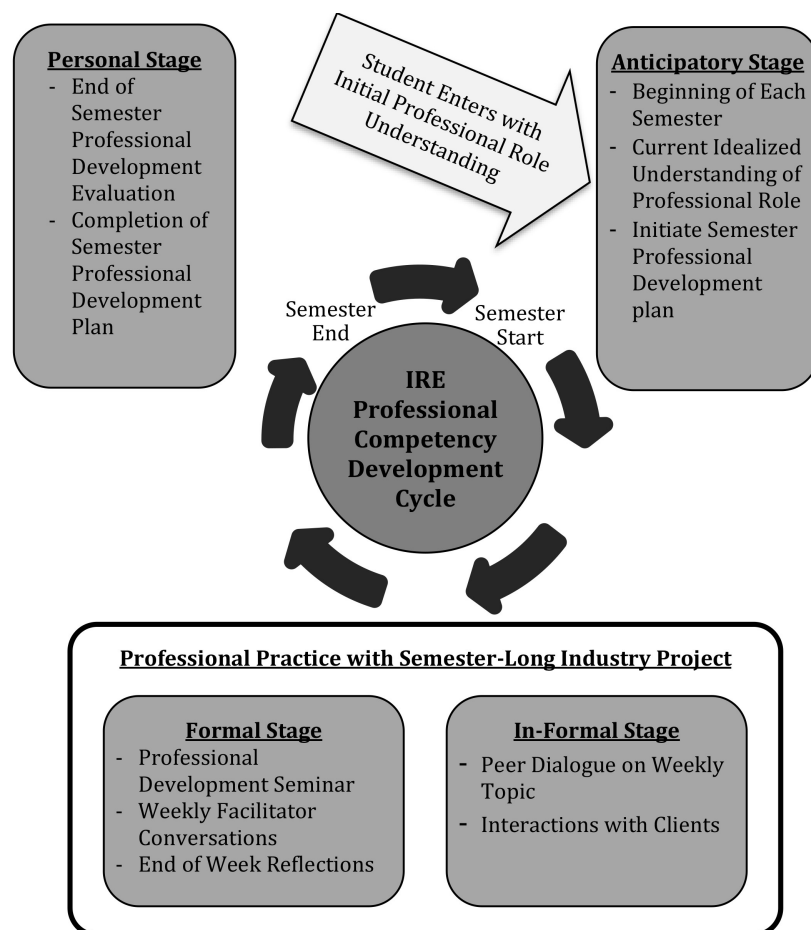 Personal Stage
- End of
Semester
Professional
Development
Evaluation
- Completion of
Semester
Professional
Development
Plan
Student Enters with
Initial Professional Role
Understanding
Anticipatory Stage
- Beginning of Each
Semester
- Current Idealized
Understanding of
Professional Role
- Initiate Semester
Professional
Development
plan
Semester
End
Semester
Start
IRE
Professional
Competency
Development
Cycle
Professional Practice with Semester-Long Industry Project
Formal Stage
- Professional
Development Seminar
- Weekly Facilitator
Conversations
- End of Week Reflections
In-Formal Stage
- Peer Dialogue on Weekly
Topic
- Interactions with Clients